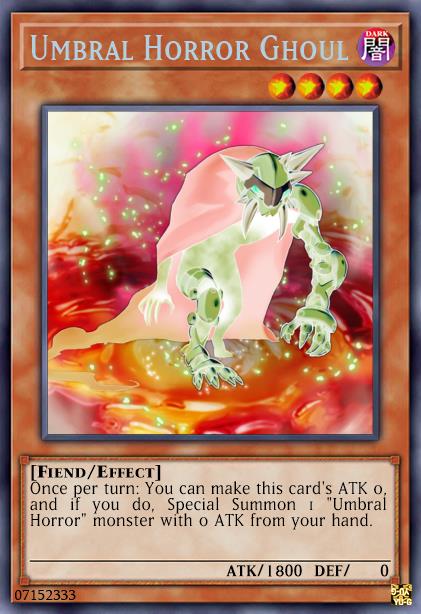 UMBRAL HORROR GHOUL
DARK
闇
[FIEND/EFFECT]
Once per turn: You can make this card's ATK 0,
and if you do, Special Summon 1 "Umbral
Horror" monster with 0 ATK from your hand.
ATK/1800 DEF/ 0
07152333